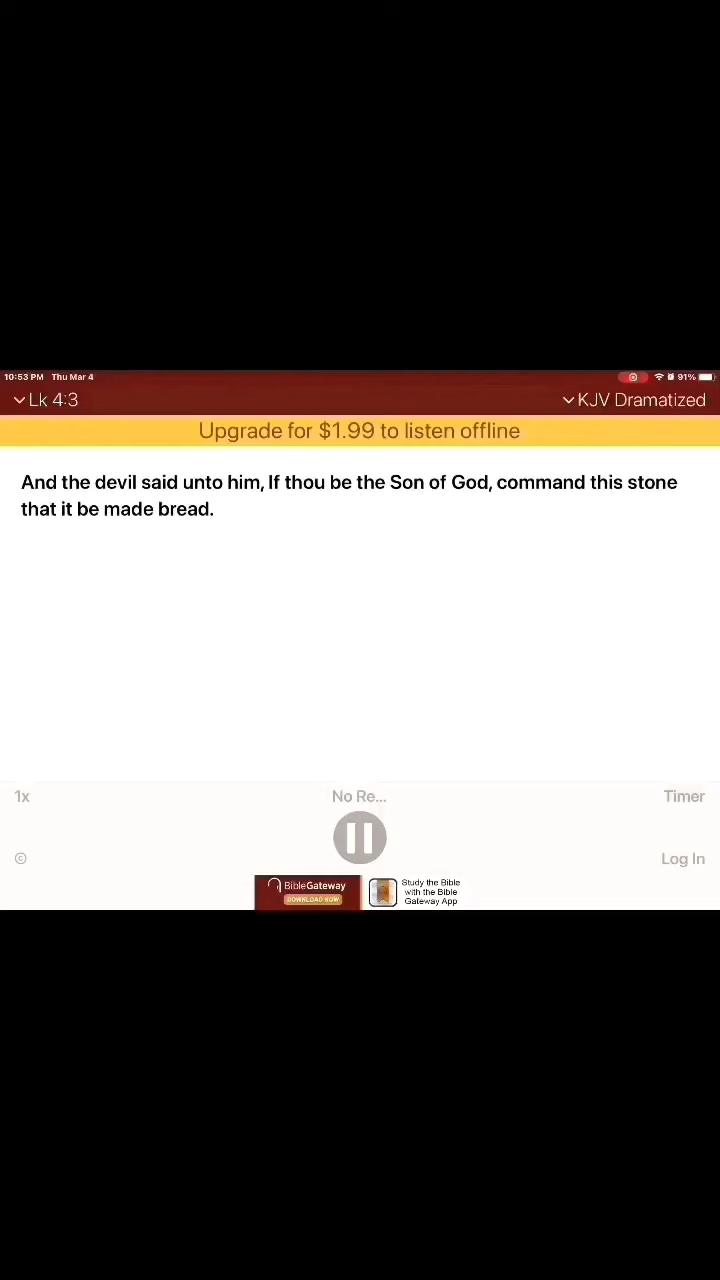 10:53 PM Thu Mar 4
91%
Lk 4:3
KJV Dramatized
Upgrade for $1.99 to listen offline
And the devil said unto him, If thou be the Son of God, command this stone
that it be made bread.
1x
No Re...
Timer
©
Log In
BibleGateway
DOWNLOAD NOW
Study the Bible
with the Bible
Gateway App